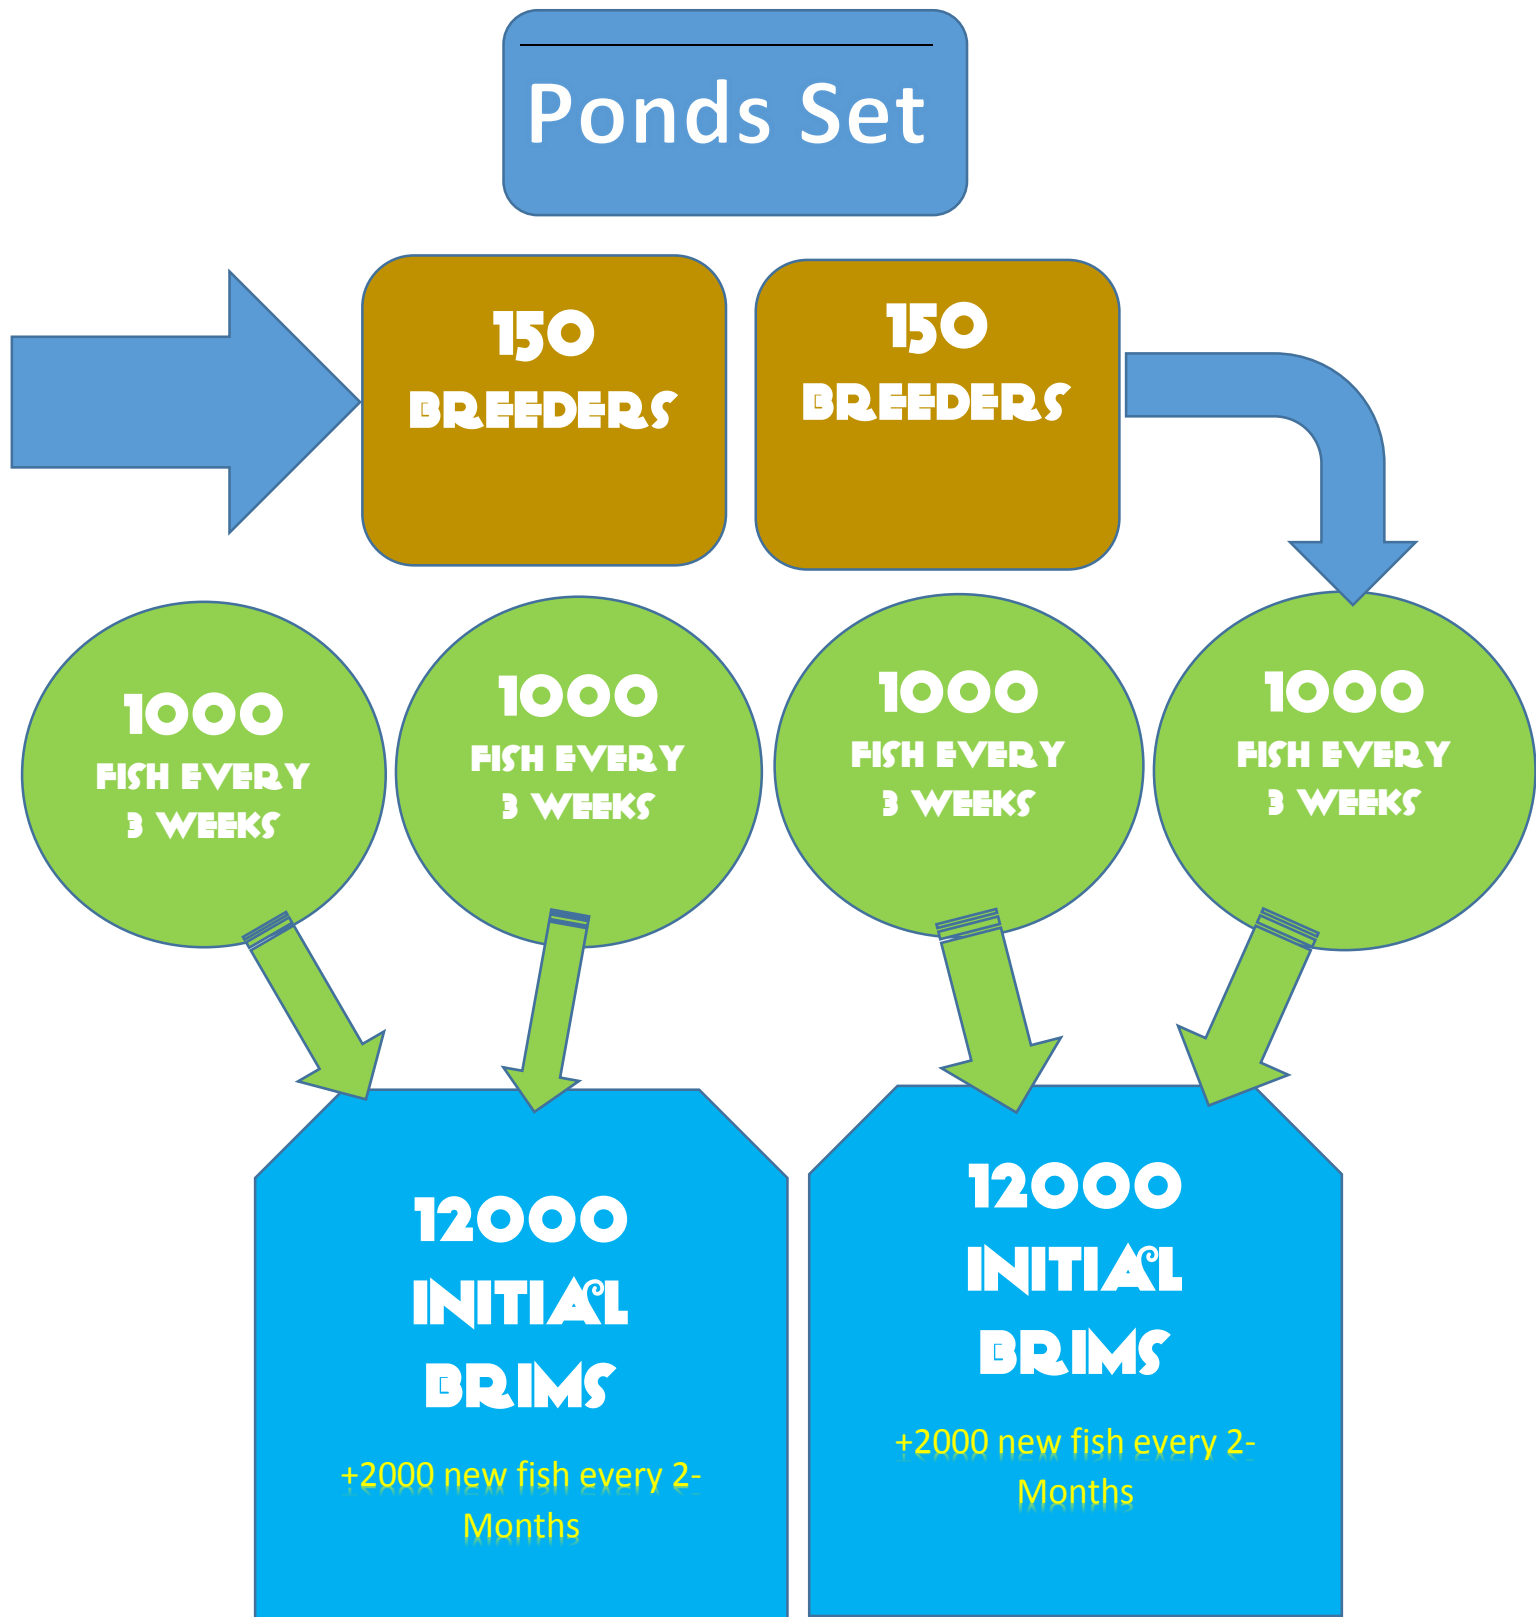 Ponds Set
150
BREEDERS
150
BREEDERS
1000
FISH EVERY
3 WEEKS
1000
FISH EVERY
3 WEEKS
1000
FISH EVERY
3 WEEKS
1000
FISH EVERY
3 WEEKS
12000
INITIAL
BRIMS
+2000 new fish every 2-
Months
12000
INITIAL
BRIMS
+2000 new fish every 2-
Months